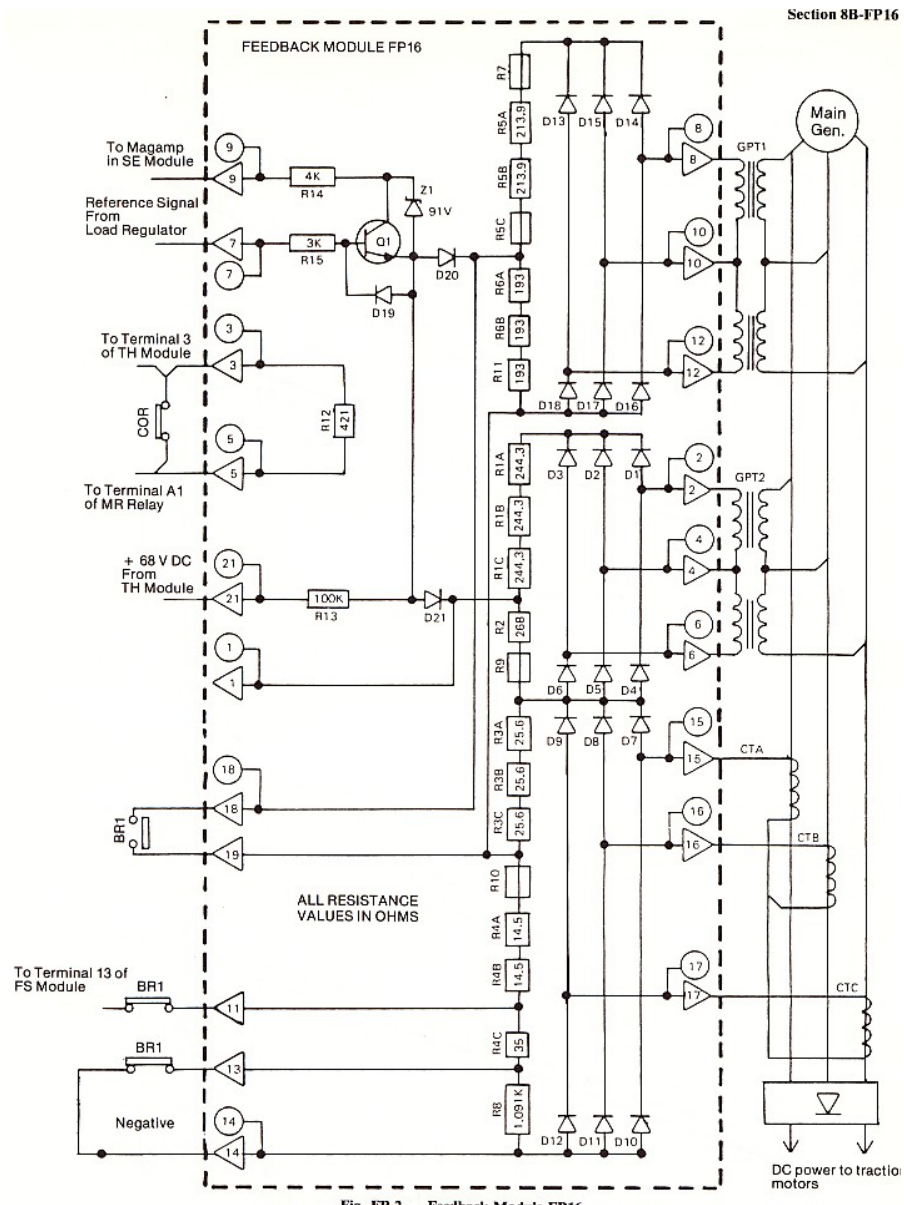 Section 8B-FP16
FEEDBACK MODULE FP16
To Magamp
in SE Module
9
9
4K
R14
Z1
91V
Reference Signal
From
Load Regulator
7
7
3K
R15
Q1
D20
D19
R7
R5A
213.9
R5B
213.9
R5C
R6A
193
R6B
193
R11
193
D13
D15
D14
8
8
10
10
12
12
D18
D17
D16
GPT1
Main
Gen.
To Terminal 3
of TH Module
3
3
COR
R12
421
5
5
To Terminal A1
of MR Relay
R1A
244.3
R1B
244.3
R1C
244.3
D3
D2
D1
2
2
4
4
6
6
GPT2
+ 68 V DC
From
TH Module
21
21
100K
R13
D21
R2
268
R9
1
1
D6
D5
D4
D9
D8
D7
R3A
25.6
R3B
25.6
R3C
25.6
15
15
CTA
16
16
CTB
18
18
BR1
19
R10
ALL RESISTANCE
VALUES IN OHMS
R4A
14.5
R4B
14.5
17
17
CTC
To Terminal 13 of
FS Module
BR1
11
R4C
35
BR1
13
R8
1.091K
Negative
14
14
D12
D11
D10
DC power to traction
motors
Fig. FP-2 Feedback Module FP16